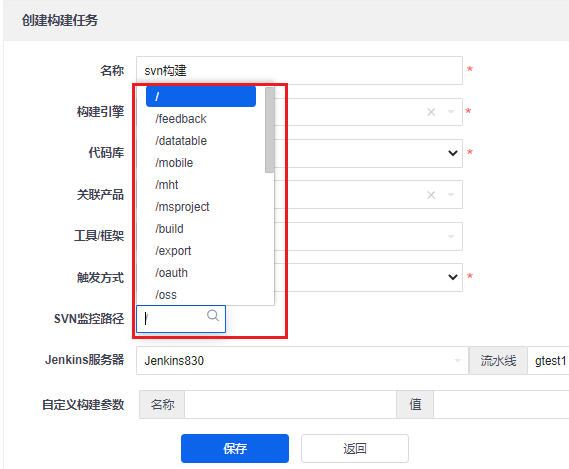 创建构建任务
名称 svn构建 *
/
构建引擎 *
/feedback
/datatable
代码库 *
/mobile
/mht
关联产品
/msproject
/build
工具/框架
/export
/oauth
触发方式 *
/oss
SVN监控路径 /
Jenkins服务器 Jenkins830 流水线 gtest1
自定义构建参数 名称 值
保存 返回